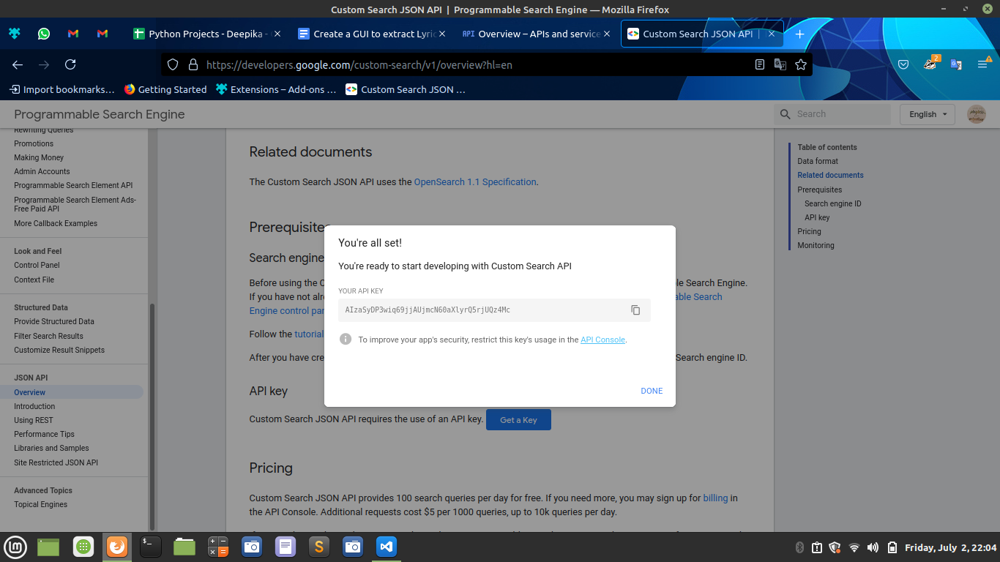 Custom Search JSON API | Programmable Search Engine — Mozilla Firefox
Python Projects - Deepika -
Create a GUI to extract Lyric
API Overview – APIs and service
Custom Search JSON API |
https://developers.google.com/custom-search/v1/overview?hl=en
2
Import bookmarks…
Getting Started
Extensions – Add-ons …
Custom Search JSON …
Programmable Search Engine
Search
English
Rewriting Queries
Promotions
Making Money
Admin Accounts
Programmable Search Element API
Programmable Search Element Ads-
Free Paid API
More Callback Examples
Look and Feel
Control Panel
Context File
Structured Data
Provide Structured Data
Filter Search Results
Customize Result Snippets
JSON API
Overview
Introduction
Using REST
Performance Tips
Libraries and Samples
Site Restricted JSON API
Advanced Topics
Topical Engines
Related documents
The Custom Search JSON API uses the OpenSearch 1.1 Specification.
Prerequisites
Search engine
Before using the C
le Search Engine.
If you have not alr
able Search
Engine control par
Follow the tutorial
After you have cre
Search engine ID.
API key
Custom Search JSON API requires the use of an API key. Get a Key
Pricing
Custom Search JSON API provides 100 search queries per day for free. If you need more, you may sign up for billing in
the API Console. Additional requests cost $5 per 1000 queries, up to 10k queries per day.
You're all set!
You're ready to start developing with Custom Search API
YOUR API KEY
AIzaSyDP3wiq69jjAUjmcN60aXlyrQ5rjUQz4Mc
To improve your app's security, restrict this key's usage in the API Console.
DONE
Table of contents
Data format
Related documents
Prerequisites
Search engine ID
API key
Pricing
Monitoring
Friday, July 2, 22:04